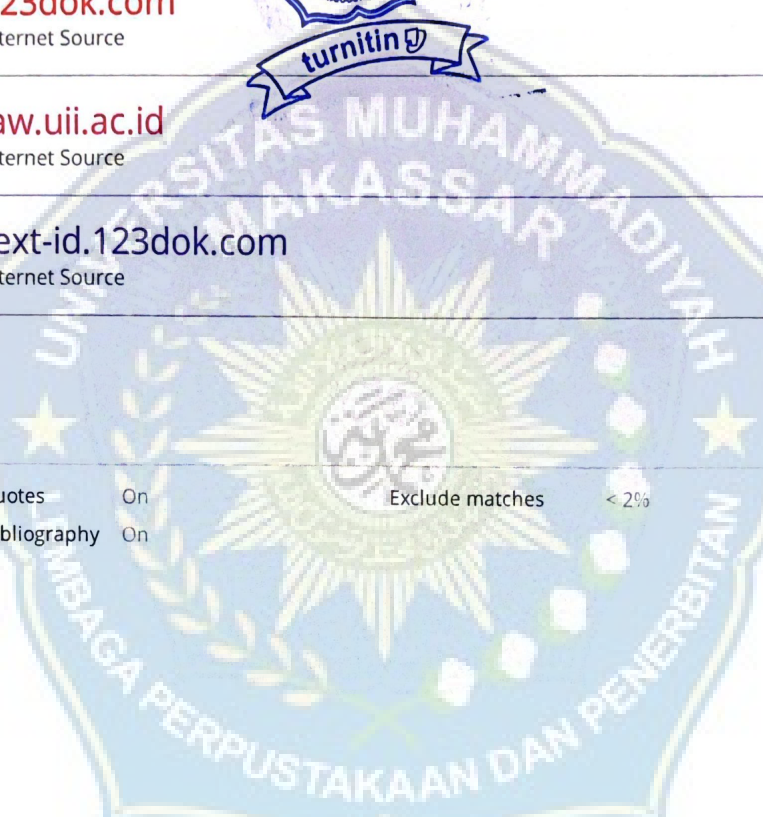 23dok.com
ternet Source
turnitin
aw.uii.ac.id
ternet Source
ext-id.123dok.com
ternet Source
uotes On
Exclude matches < 2%
bliography On
UNIVERSITAS MUHAMMADIYAH
MAKASSAR
LEMBAGA PERPUSTAKAAN DAN PENERBITAN